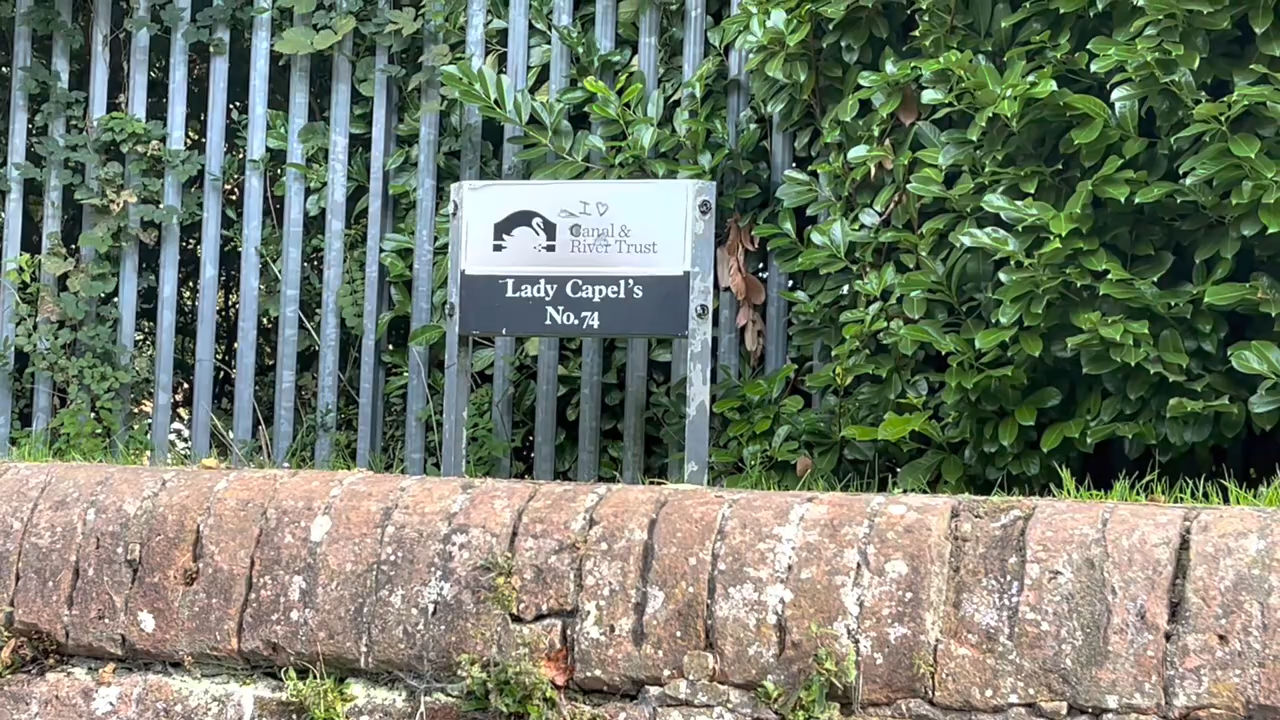 I ♡
Canal &
River Trust
Lady Capel's
No. 74